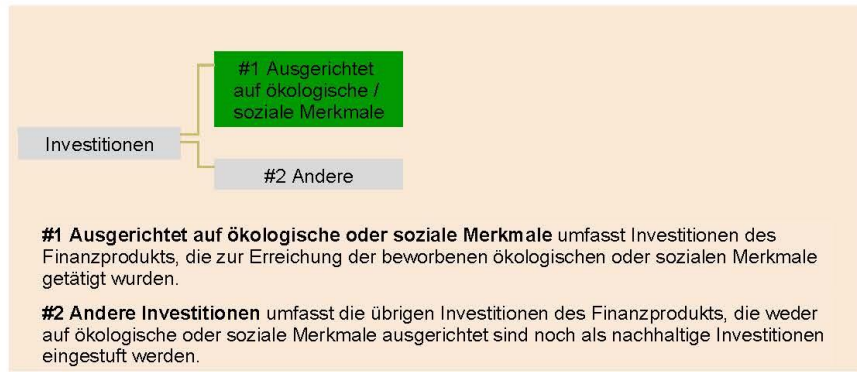 #1 Ausgerichtet
auf ökologische /
soziale Merkmale
Investitionen
#2 Andere
#1 Ausgerichtet auf ökologische oder soziale Merkmale umfasst Investitionen des
Finanzprodukts, die zur Erreichung der beworbenen ökologischen oder sozialen Merkmale
getätigt wurden.
#2 Andere Investitionen umfasst die übrigen Investitionen des Finanzprodukts, die weder
auf ökologische oder soziale Merkmale ausgerichtet sind noch als nachhaltige Investitionen
eingestuft werden.